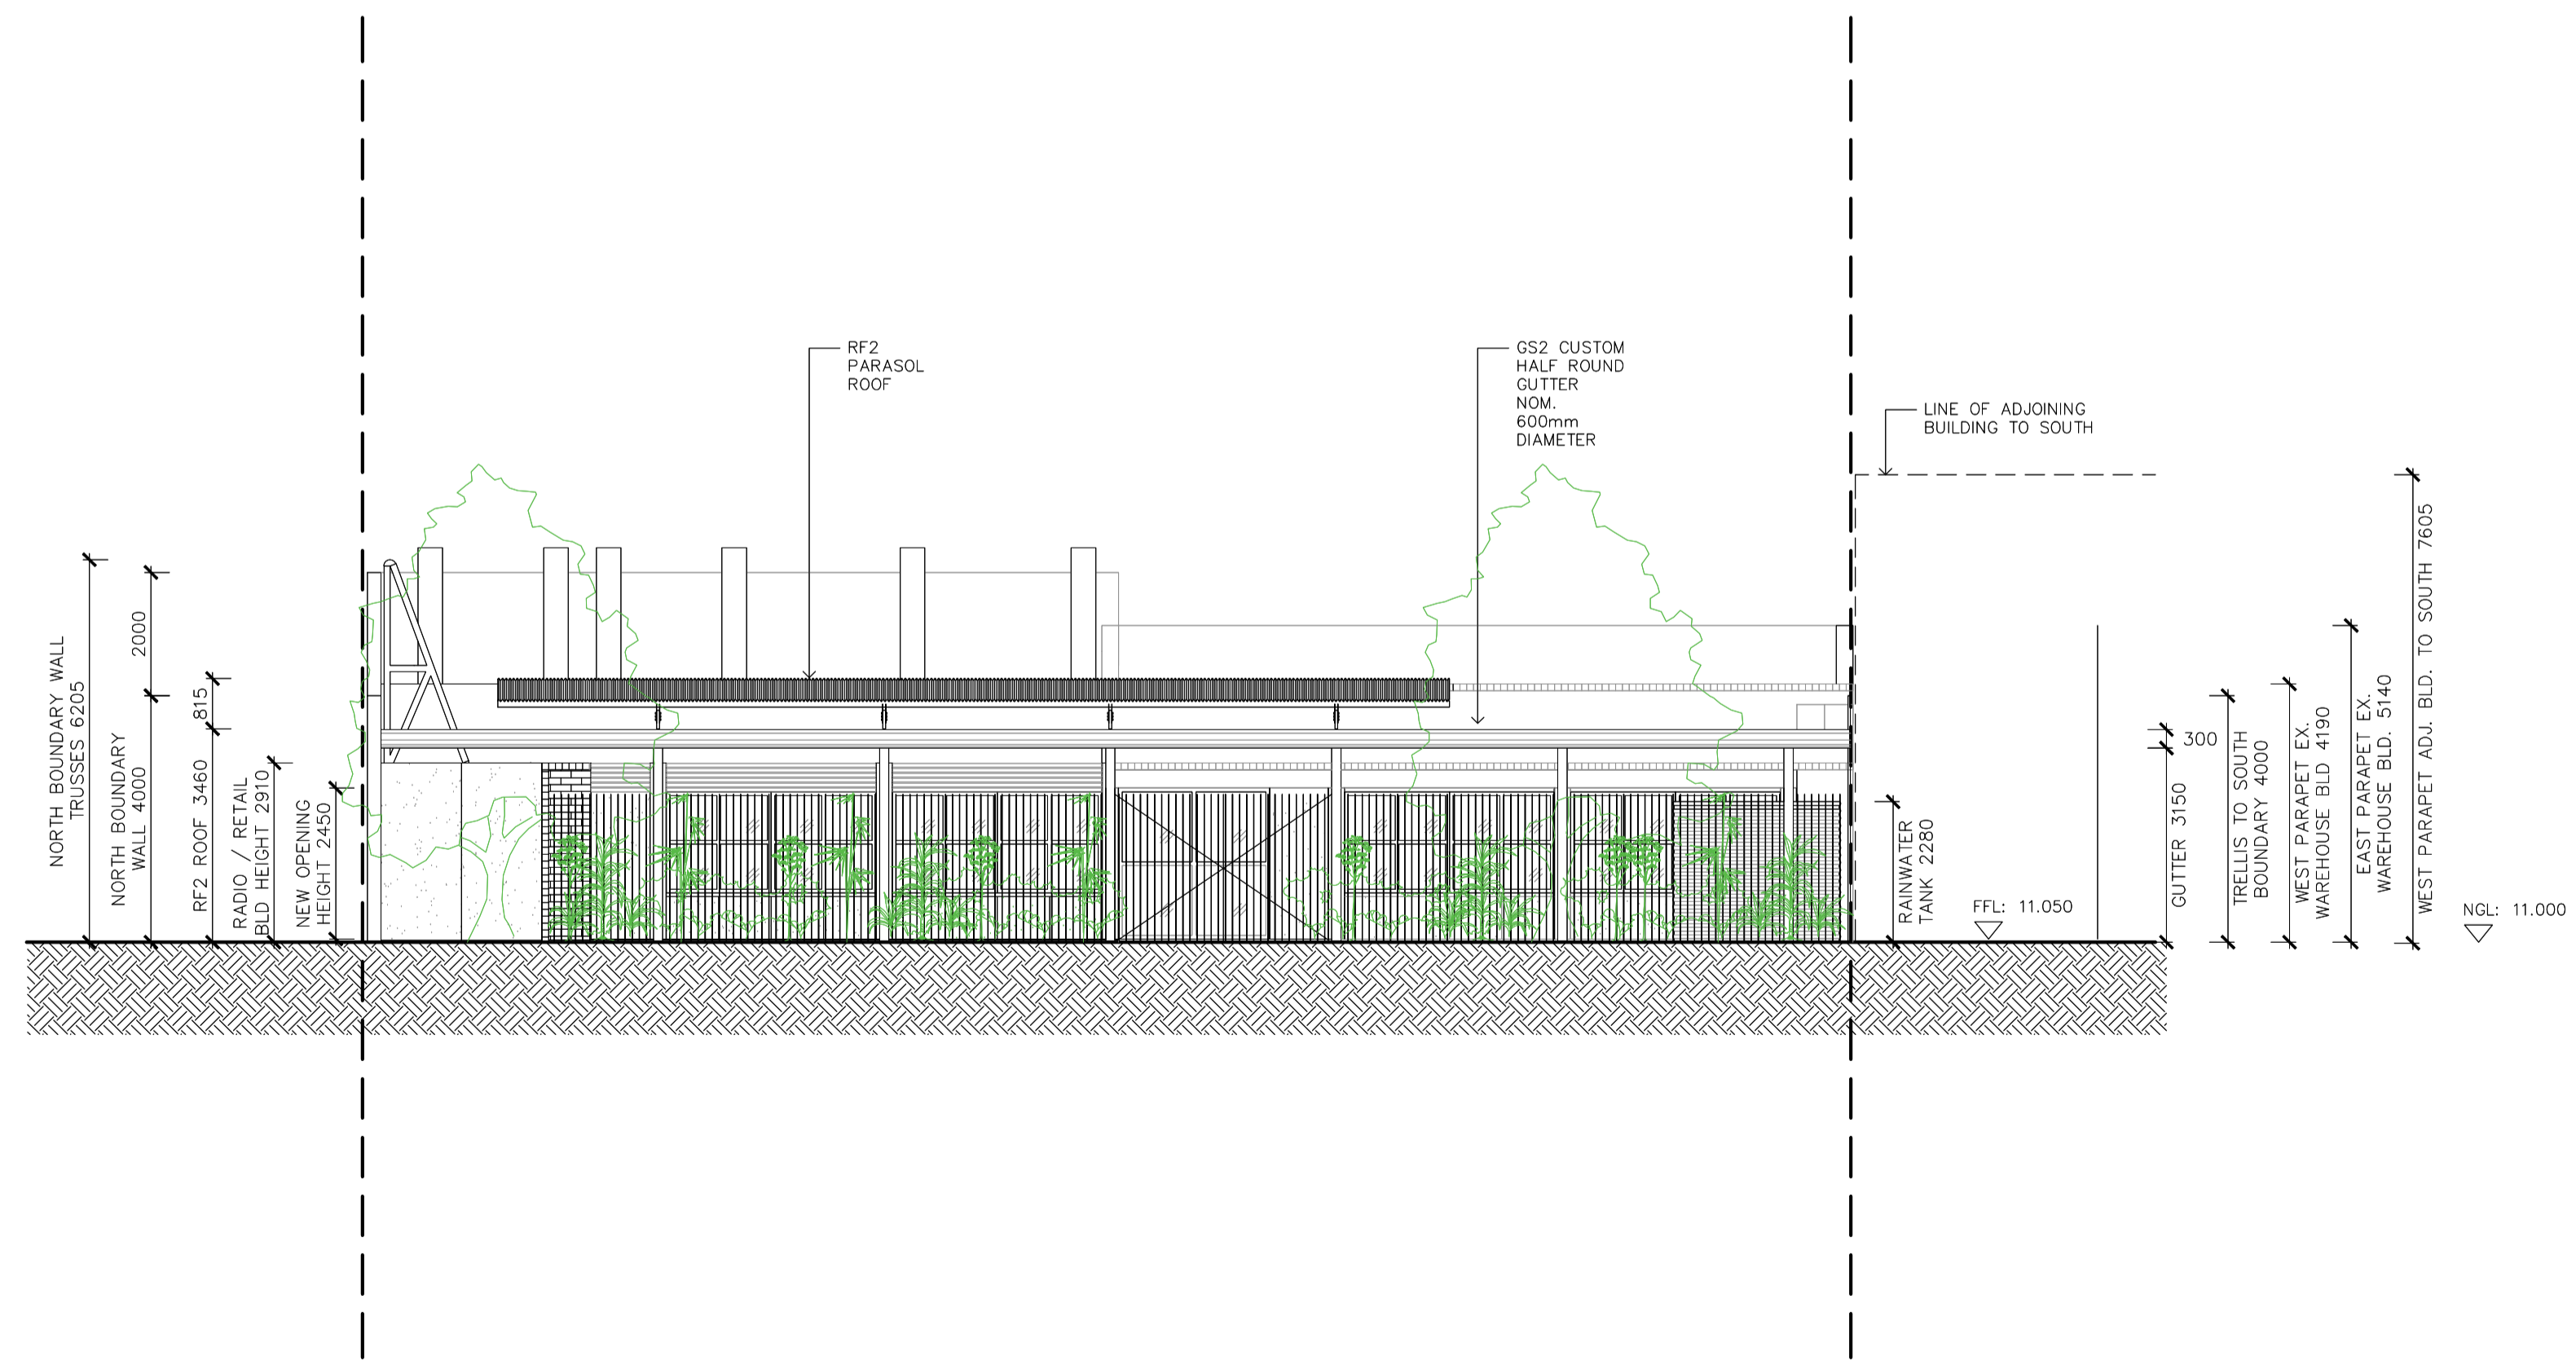 RF2
PARASOL
ROOF
GS2 CUSTOM
HALF ROUND
GUTTER
NOM.
600mm
DIAMETER
LINE OF ADJOINING
BUILDING TO SOUTH
NORTH BOUNDARY WALL
TRUSSES 6205
2000
NORTH BOUNDARY
WALL 4000
815
RF2 ROOF 3460
RADIO / RETAIL
BLD HEIGHT 2910
NEW OPENING
HEIGHT 2450
RAINWATER
TANK 2280
FFL: 11.050
300
GUTTER 3150
TRELLIS TO SOUTH
BOUNDARY 4000
WEST PARAPET EX.
WAREHOUSE BLD 4190
EAST PARAPET EX.
WAREHOUSE BLD. 5140
WEST PARAPET ADJ. BLD. TO SOUTH 7605
NGL: 11.000